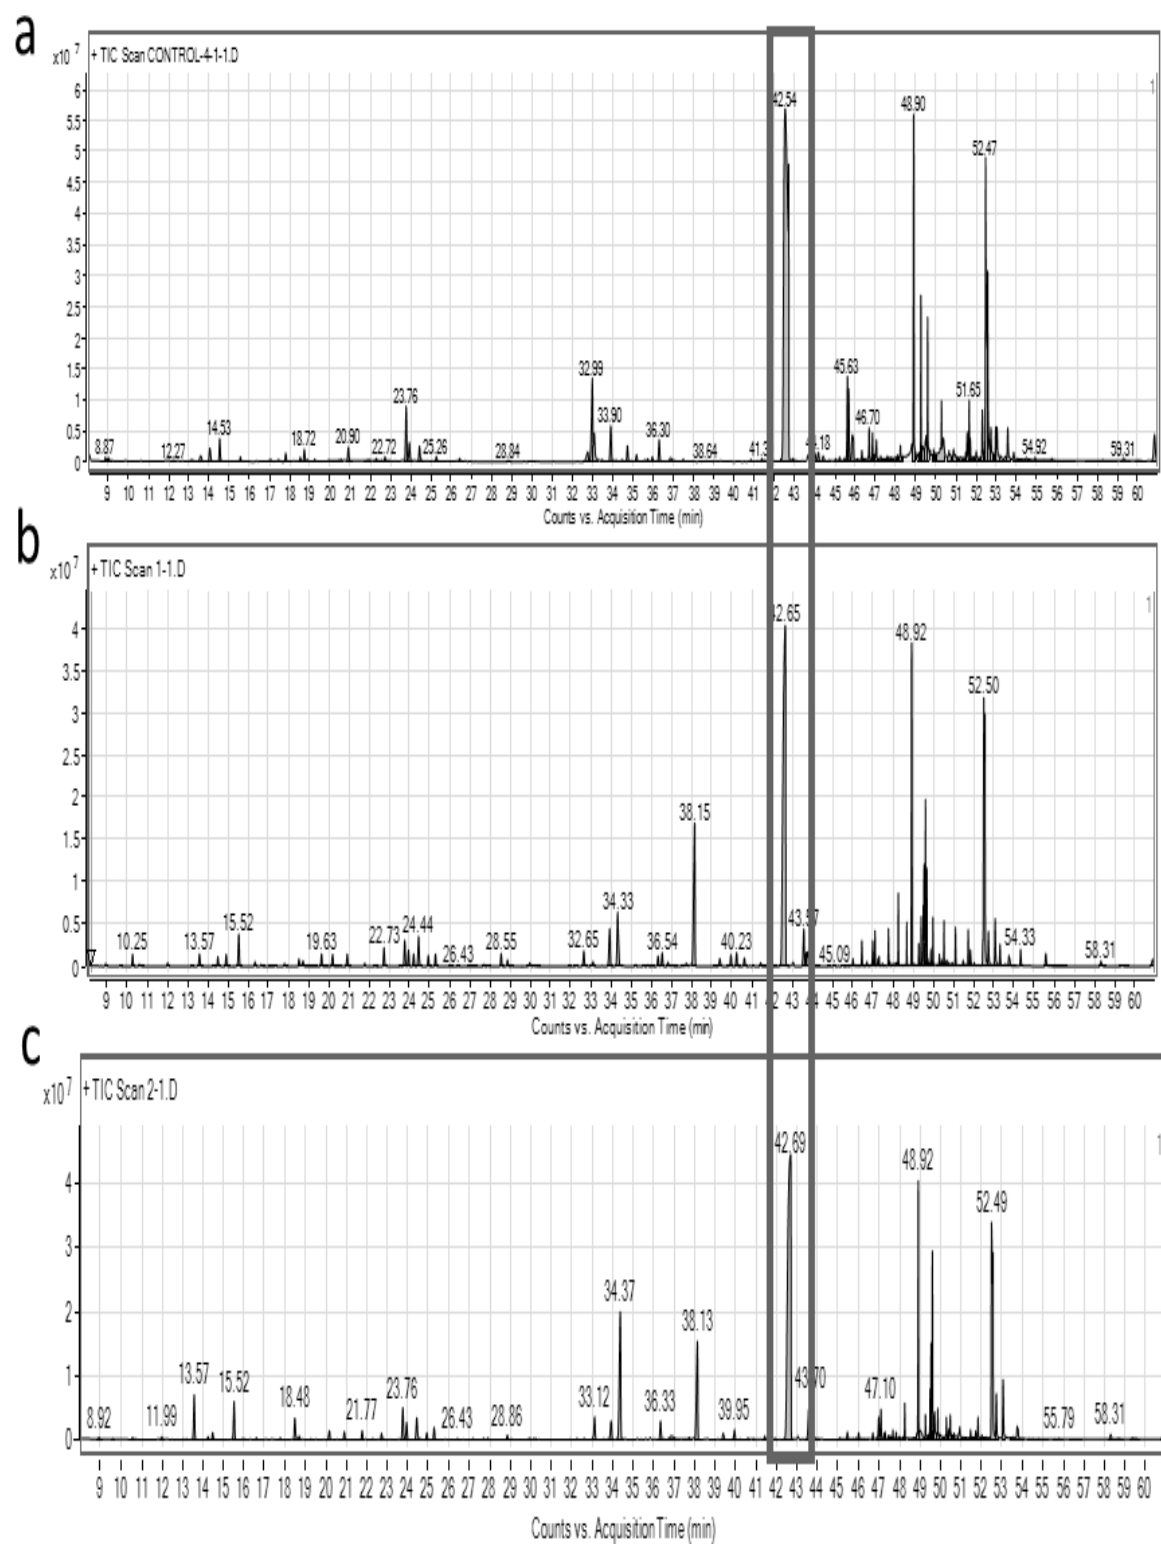 a
x10 7 + TIC Scan CONTROL-4-1-1.D
1
6
5.5
5
4.5
4
3.5
3
2.5
2
1.5
1
0.5
0
8.87 12.27 14.53 18.72 20.90 22.72 23.76 25.26 28.84 32.99 33.90 36.30 38.64 41.3 42.54 45.63 46.70 48.90 51.65 52.47 54.92 59.31
9 10 11 12 13 14 15 16 17 18 19 20 21 22 23 24 25 26 27 28 29 30 31 32 33 34 35 36 37 38 39 40 41 2 43 44 45 46 47 48 49 50 51 52 53 54 55 56 57 58 59 60
Counts vs. Acquisition Time (min)
b
x10 7 + TIC Scan 1-1.D
1
4
3.5
3
2.5
2
1.5
1
0.5
0
10.25 13.57 15.52 19.63 22.73 24.44 26.43 28.55 32.65 34.33 36.54 38.15 40.23 42.65 43.57 45.09 48.92 52.50 54.33 58.31
9 10 11 12 13 14 15 16 17 18 19 20 21 22 23 24 25 26 27 28 29 30 31 32 33 34 35 36 37 38 39 40 41 2 43 44 45 46 47 48 49 50 51 52 53 54 55 56 57 58 59 60
Counts vs. Acquisition Time (min)
c
x10 7 + TIC Scan 2-1.D
1
4
3
2
1
0
8.92 11.99 13.57 15.52 18.48 21.77 23.76 26.43 28.86 33.12 34.37 36.33 38.13 39.95 42.69 43.70 47.10 48.92 52.49 55.79 58.31
9 10 11 12 13 14 15 16 17 18 19 20 21 22 23 24 25 26 27 28 29 30 31 32 33 34 35 36 37 38 39 40 41 42 43 44 45 46 47 48 49 50 51 52 53 54 55 56 57 58 59 60
Counts vs. Acquisition Time (min)